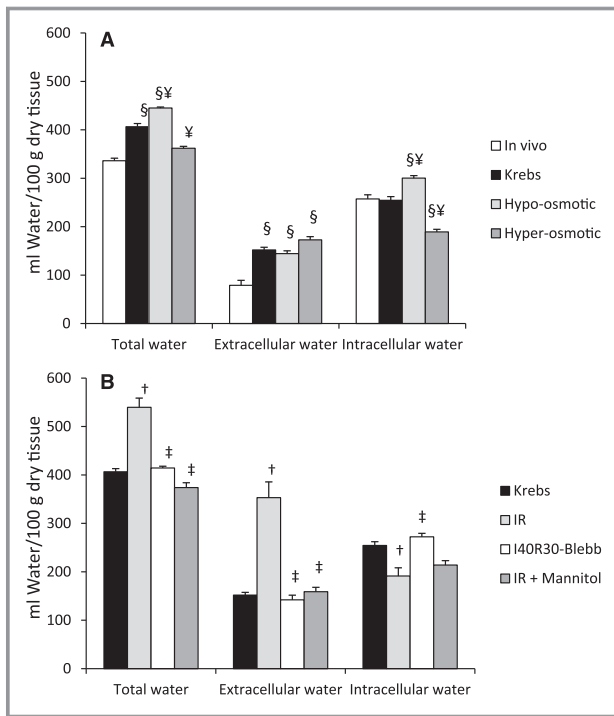 A
ml Water/100 g dry tissue
600
500
400
300
200
100
0
§
§¥
¥
§
§
§
§¥
§¥
Total water
Extracellular water
Intracellular water
In vivo
Krebs
Hypo-osmotic
Hyper-osmotic
B
ml Water/100 g dry tissue
600
500
400
300
200
100
0
†
‡
‡
†
‡
‡
†
‡
Total water
Extracellular water
Intracellular water
Krebs
IR
I40R30-Blebb
IR + Mannitol